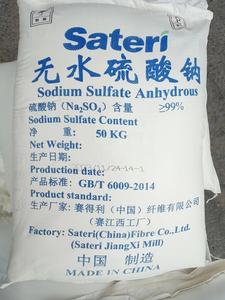 Sateri
无水硫酸钠
Sodium Sulfate Anhydrous
硫酸钠（Na₂SO₄）含量 ≥99%
Sodium Sulfate Content
净 重： 50 KG
Net Weight:
生产日期：
Production date:
产品标准： GB/T 6009-2014
Product standard:
生产厂家：赛得利（中国）纤维有限公司
（赛江西工厂）
Factory: Sateri(China)Fibre Co.,Ltd.
(Sateri JiangXi Mill)
中国 制造
MADE IN CHINA